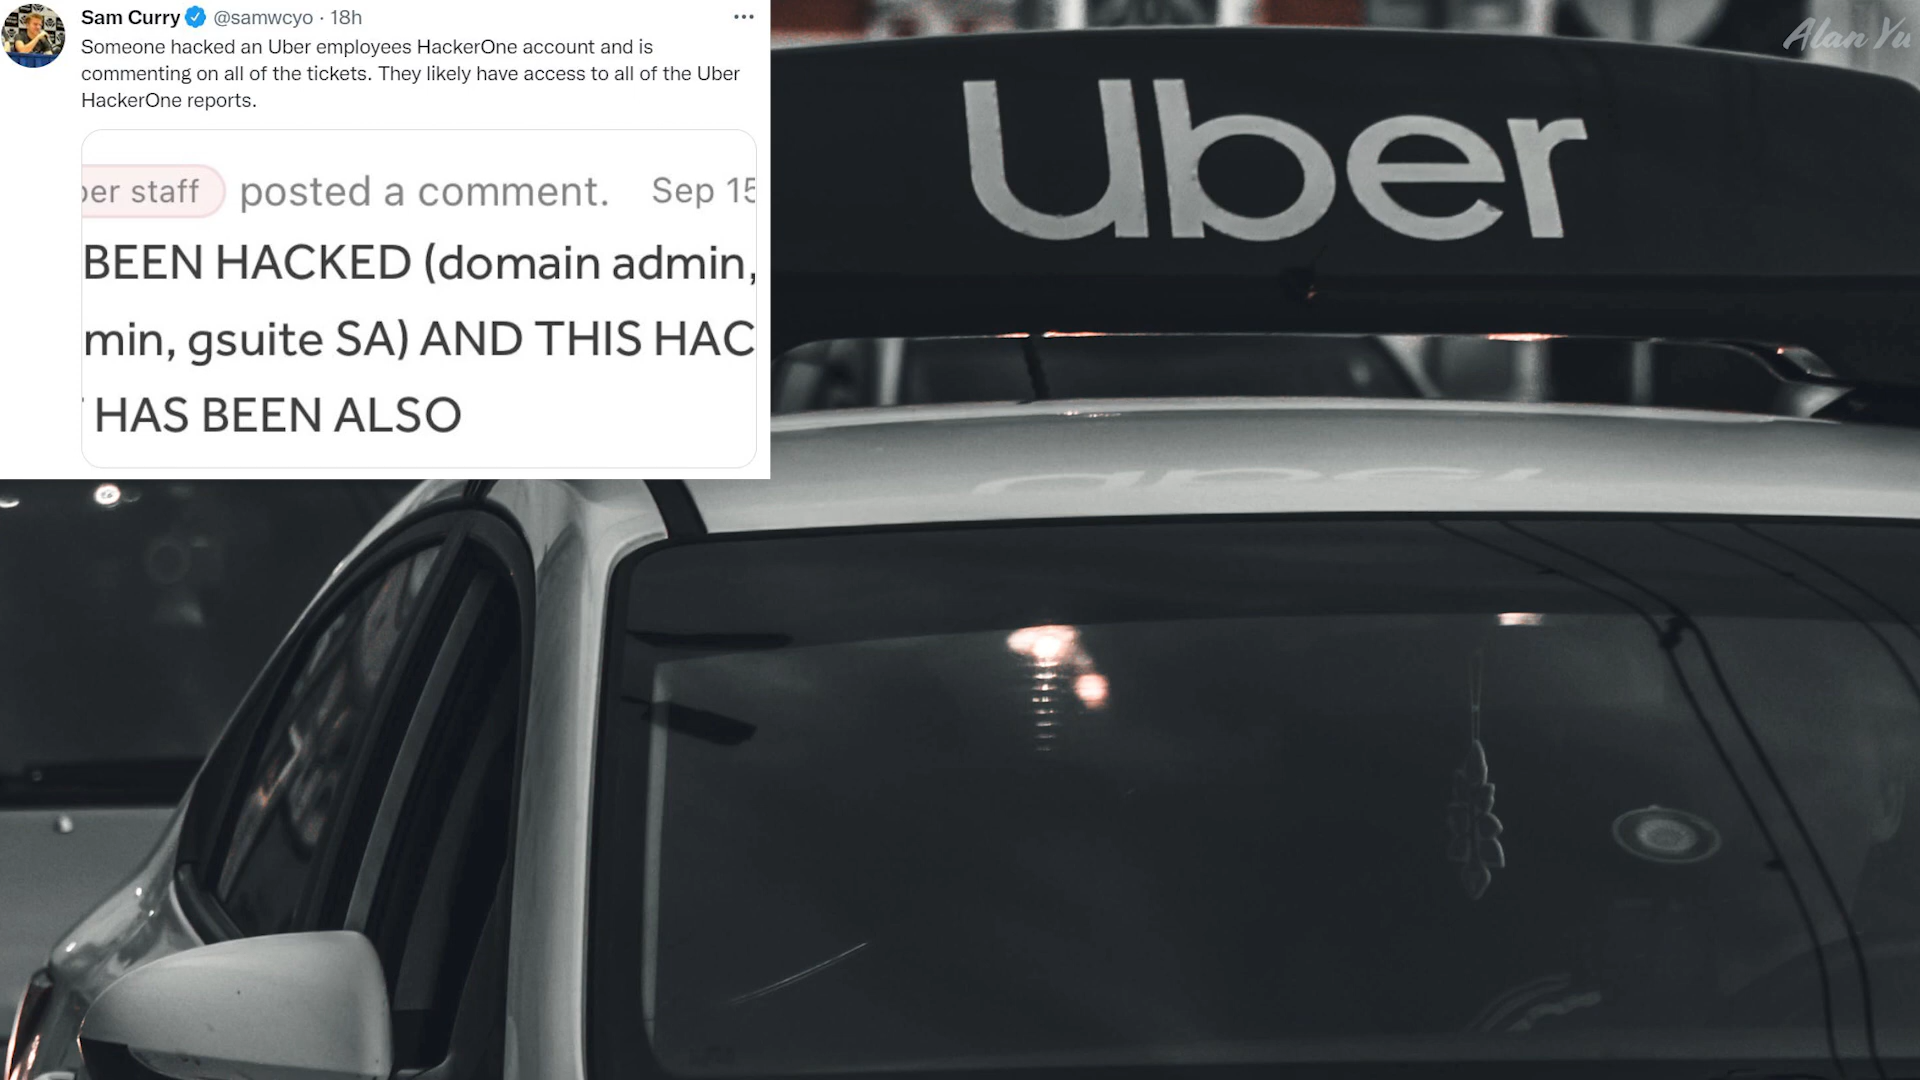 Sam Curry @samwcyo · 18h
Someone hacked an Uber employees HackerOne account and is
commenting on all of the tickets. They likely have access to all of the Uber
HackerOne reports.
ber staff posted a comment. Sep 15
BEEN HACKED (domain admin,
min, gsuite SA) AND THIS HAC
HAS BEEN ALSO
Uber
Alan Yu